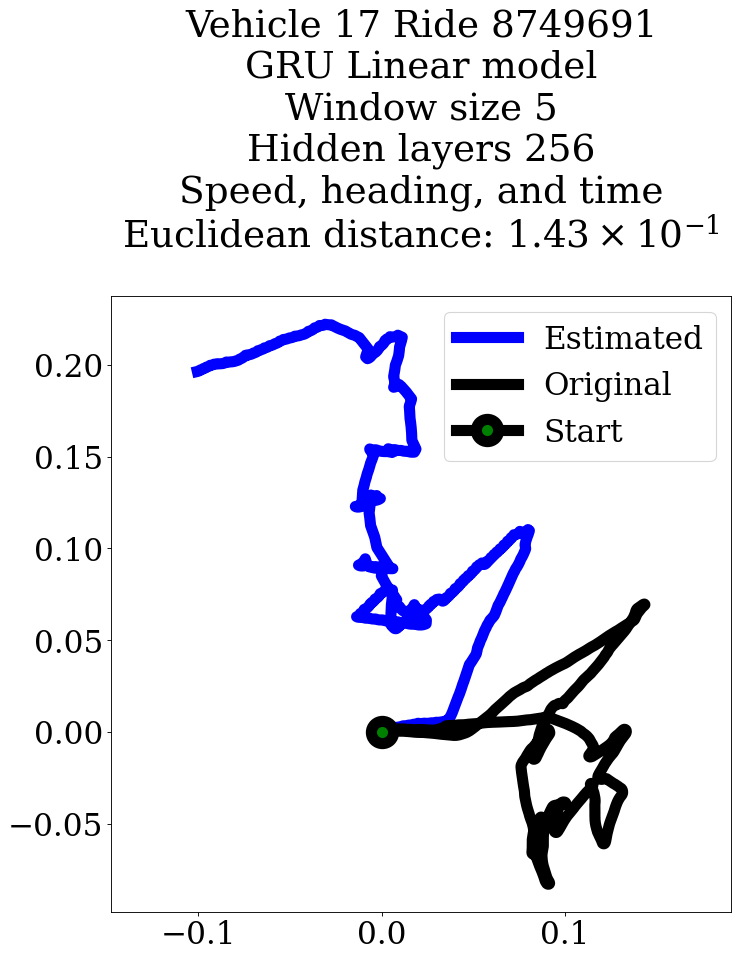 Vehicle 17 Ride 8749691
GRU Linear model
Window size 5
Hidden layers 256
Speed, heading, and time
Euclidean distance: 1.43 × 10⁻¹
Estimated
Original
Start
0.20
0.15
0.10
0.05
0.00
−0.05
−0.1
0.0
0.1